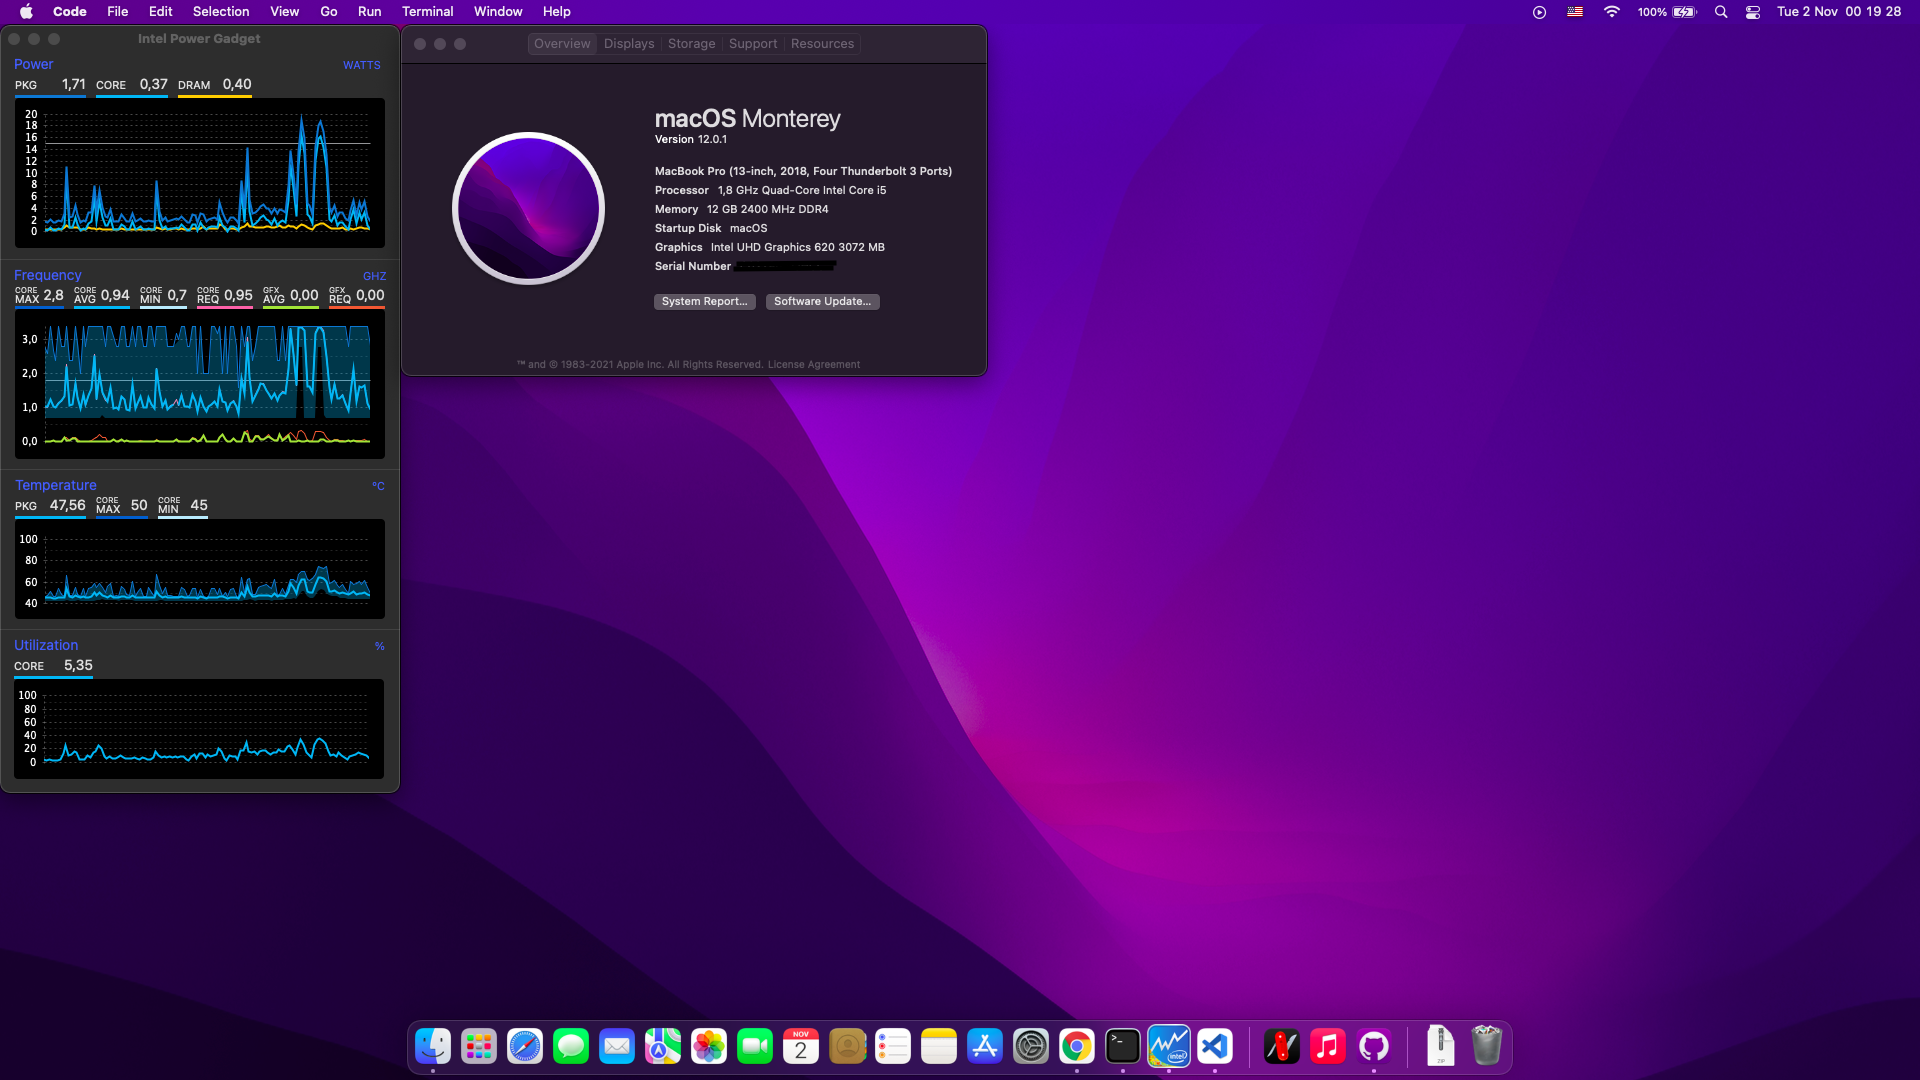 Code File Edit Selection View Go Run Terminal Window Help
100% Tue 2 Nov 00 19 28
Intel Power Gadget
Power WATTS
PKG 1,71 CORE 0,37 DRAM 0,40
20
18
16
14
12
10
8
6
4
2
0
Frequency GHZ
CORE MAX 2,8 CORE AVG 0,94 CORE MIN 0,7 CORE REQ 0,95 GFX AVG 0,00 GFX REQ 0,00
3,0
2,0
1,0
0,0
Temperature °C
PKG 47,56 CORE MAX 50 CORE MIN 45
100
80
60
40
Utilization %
CORE 5,35
100
80
60
40
20
0
Overview Displays Storage Support Resources
macOS Monterey
Version 12.0.1
MacBook Pro (13-inch, 2018, Four Thunderbolt 3 Ports)
Processor 1,8 GHz Quad-Core Intel Core i5
Memory 12 GB 2400 MHz DDR4
Startup Disk macOS
Graphics Intel UHD Graphics 620 3072 MB
Serial Number
System Report... Software Update...
™ and © 1983-2021 Apple Inc. All Rights Reserved. License Agreement
NOV
2
intel
ZIP